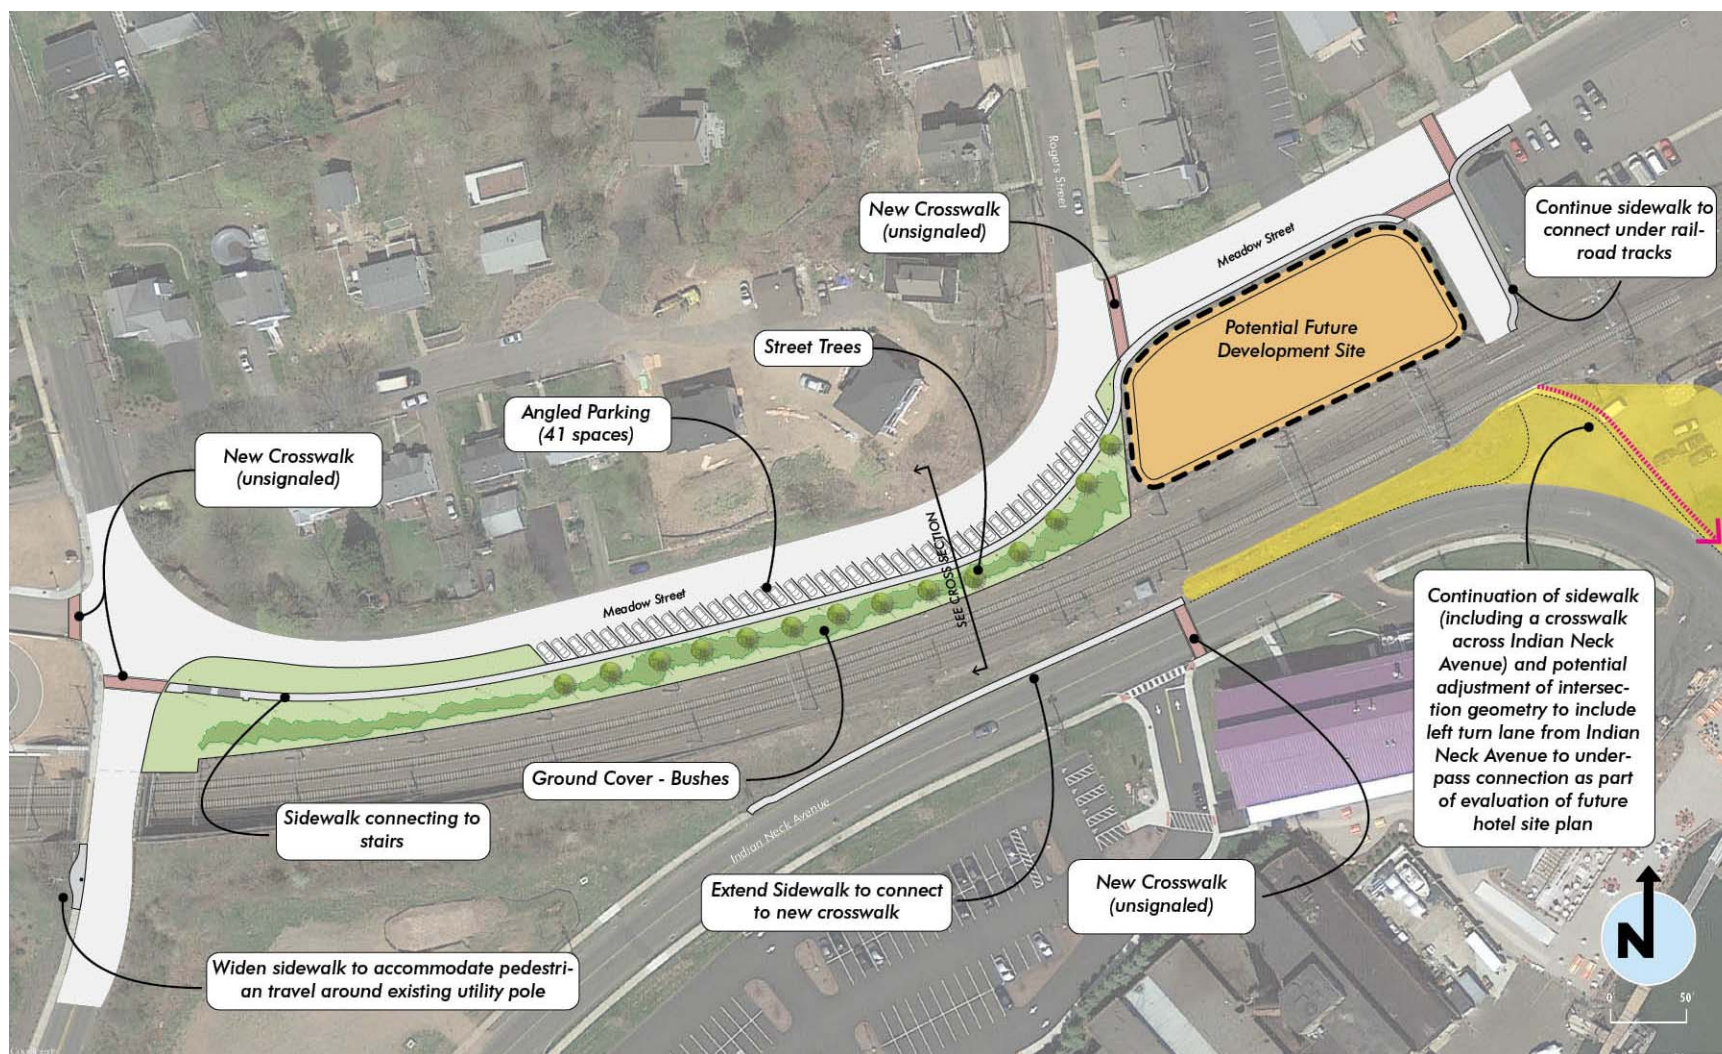 Rogers Street
New Crosswalk
(unsignaled)
Meadow Street
Continue sidewalk to
connect under rail-
road tracks
Potential Future
Development Site
Street Trees
Angled Parking
(41 spaces)
New Crosswalk
(unsignaled)
SEE CROSS SECTION
Meadow Street
Continuation of sidewalk
(including a crosswalk
across Indian Neck
Avenue) and potential
adjustment of intersec-
tion geometry to include
left turn lane from Indian
Neck Avenue to under-
pass connection as part
of evaluation of future
hotel site plan
Ground Cover - Bushes
Sidewalk connecting to
stairs
Indian Neck Avenue
Extend Sidewalk to connect
to new crosswalk
New Crosswalk
(unsignaled)
Widen sidewalk to accommodate pedestri-
an travel around existing utility pole
N
0' 50'